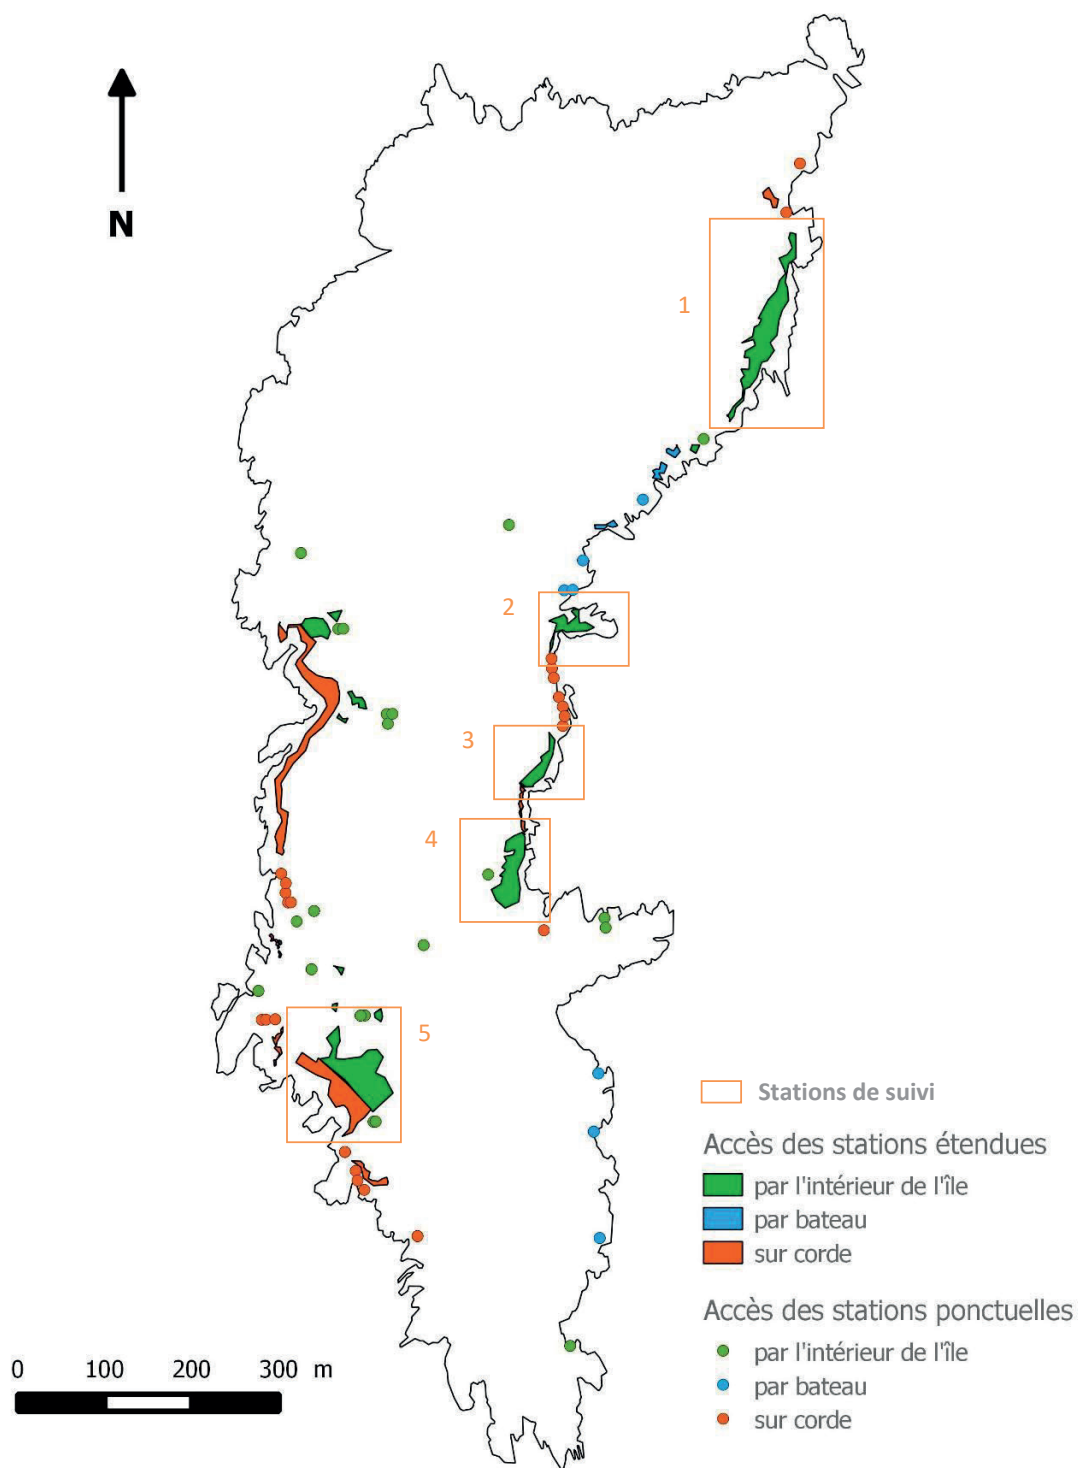 N
1
2
3
4
5
Stations de suivi
Accès des stations étendues
par l'intérieur de l'île
par bateau
sur corde
Accès des stations ponctuelles
par l'intérieur de l'île
par bateau
sur corde
0 100 200 300 m